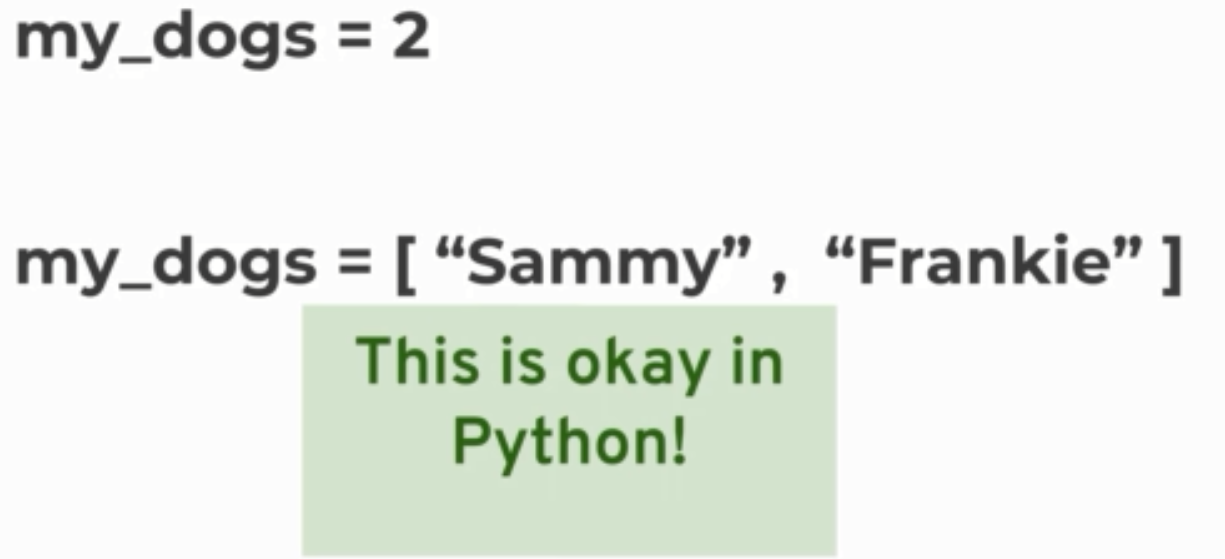 my_dogs = 2
my_dogs = [ “Sammy” , “Frankie” ]
This is okay in
Python!